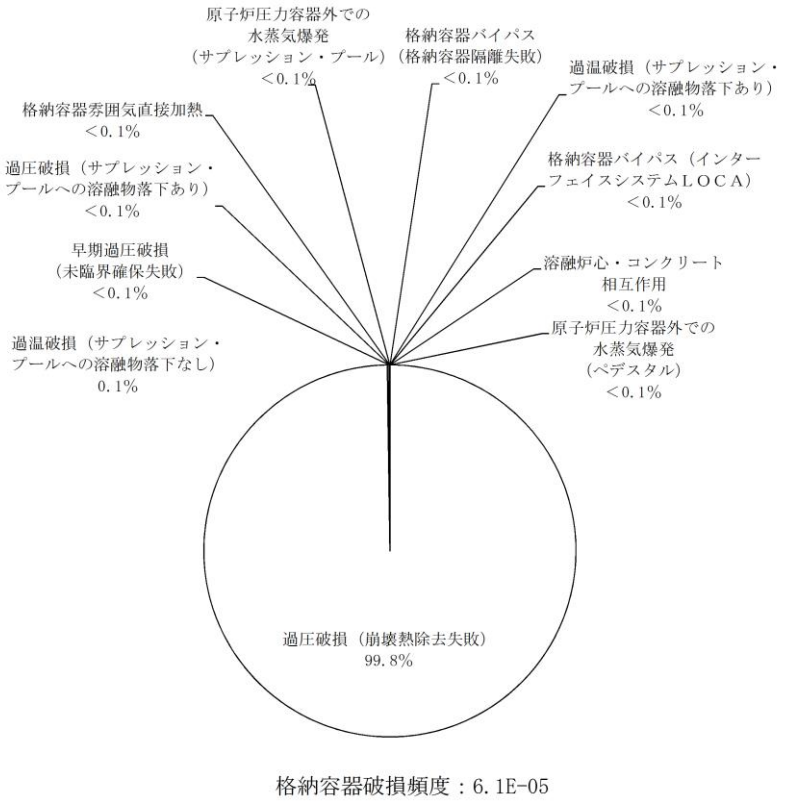 原子炉圧力容器外での
水蒸気爆発
（サプレッション・プール）
＜0.1%
格納容器バイパス
（格納容器隔離失敗）
＜0.1%
過温破損（サプレッション・
プールへの溶融物落下あり）
＜0.1%
格納容器雰囲気直接加熱
＜0.1%
格納容器バイパス（インター
フェイスシステムＬＯＣＡ）
＜0.1%
過圧破損（サプレッション・
プールへの溶融物落下あり）
＜0.1%
早期過圧破損
（未臨界確保失敗）
＜0.1%
溶融炉心・コンクリート
相互作用
＜0.1%
原子炉圧力容器外での
水蒸気爆発
（ペデスタル）
＜0.1%
過温破損（サプレッション・
プールへの溶融物落下なし）
0.1%
過圧破損（崩壊熱除去失敗）
99.8%
格納容器破損頻度：6.1E-05